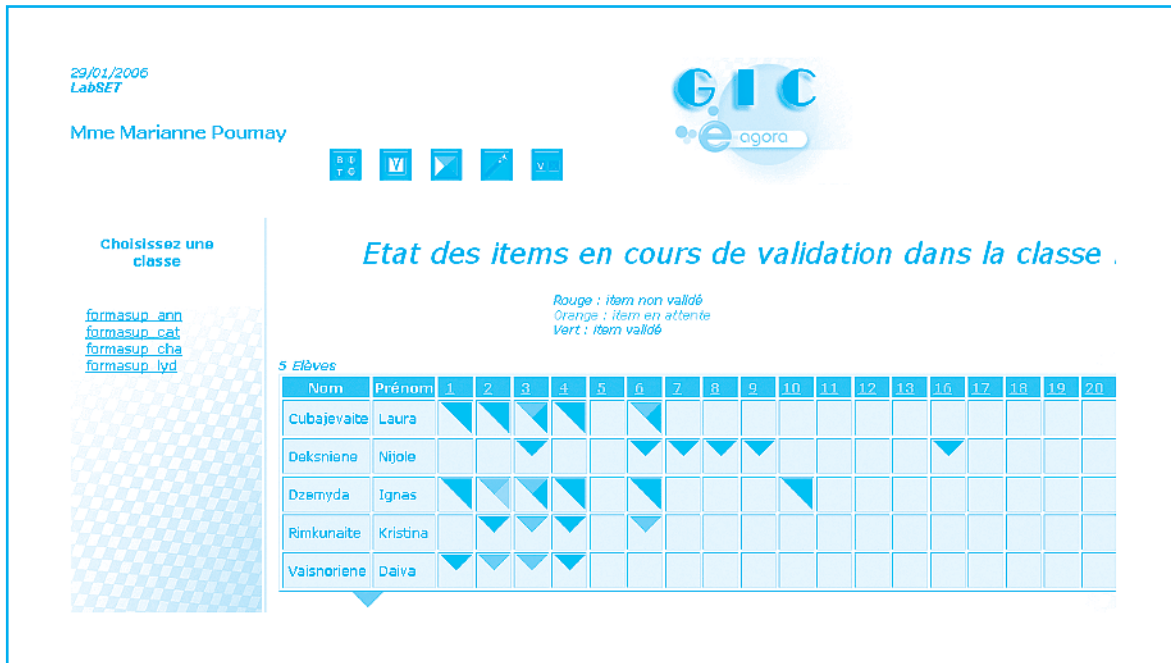 29/01/2006
LabSET
GIC
e agora
Mme Marianne Poumay
B D
T G
V
V
Choisissez une
classe
formasup_ann
formasup_cat
formasup_cha
formasup_lyd
Etat des items en cours de validation dans la classe :
Rouge : item non validé
Orange : item en attente
Vert : item validé
5 Elèves
Nom Prénom 1 2 3 4 5 6 7 8 9 10 11 12 13 16 17 18 19 20
Cubajevaite Laura
Deksniene Nijole
Dzemyda Ignas
Rimkunaite Kristina
Vaisnoriene Daiva